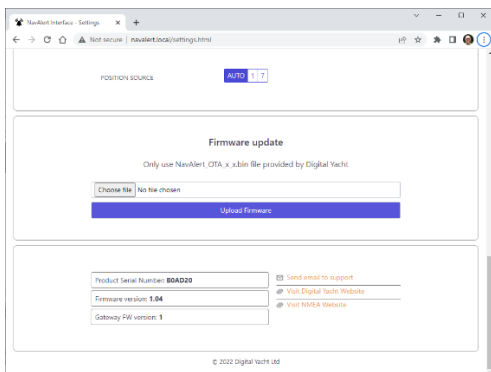 NavAlert Interface - Settings
Not secure | navalert.local/settings.html
POSITION SOURCE
AUTO 1 7
Firmware update
Only use NavAlert_OTA_x_x.bin file provided by Digital Yacht
Choose file No file chosen
Upload Firmware
Product Serial Number: B0AD20
Send email to support
Visit Digital Yacht Website
Firmware version: 1.04
Visit NMEA Website
Gateway FW version: 1
© 2022 Digital Yacht Ltd